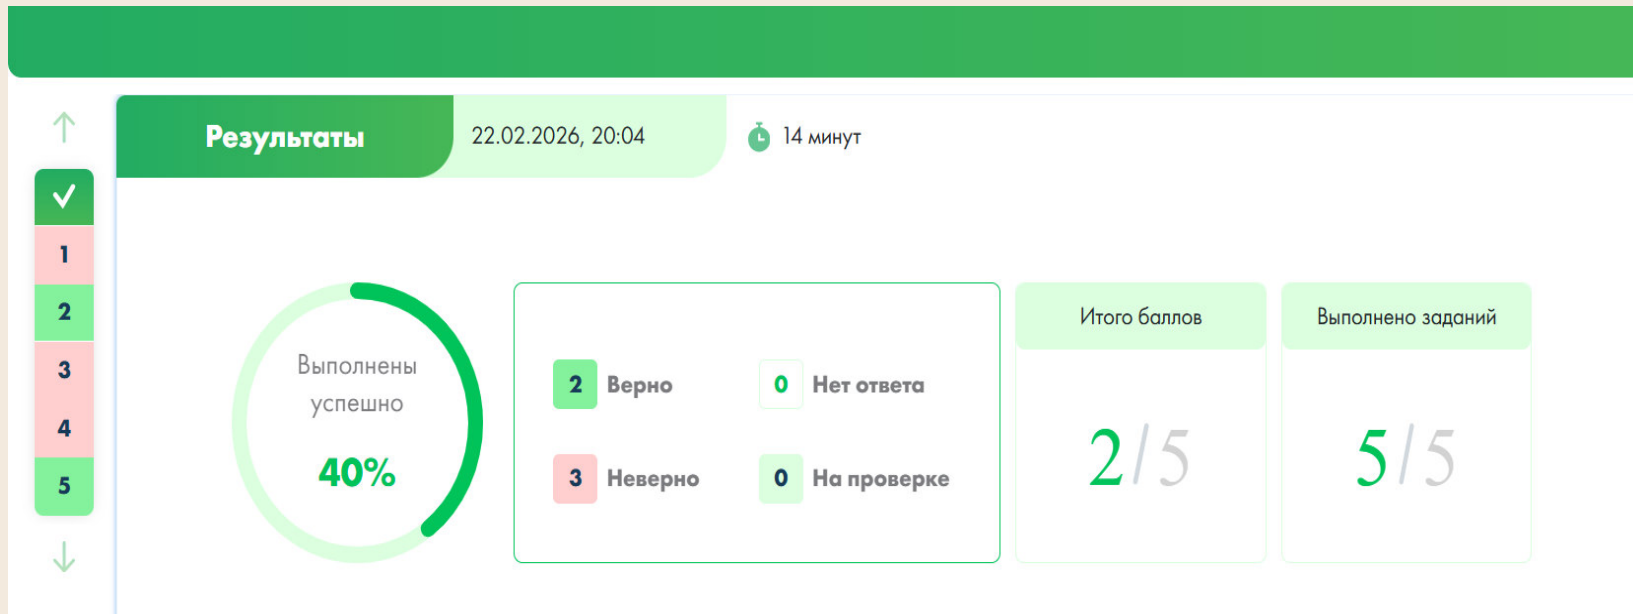 Результаты
22.02.2026, 20:04
14 минут
1
2
3
4
5
Выполнены
успешно
40%
2 Верно
0 Нет ответа
3 Неверно
0 На проверке
Итого баллов
2/5
Выполнено заданий
5/5